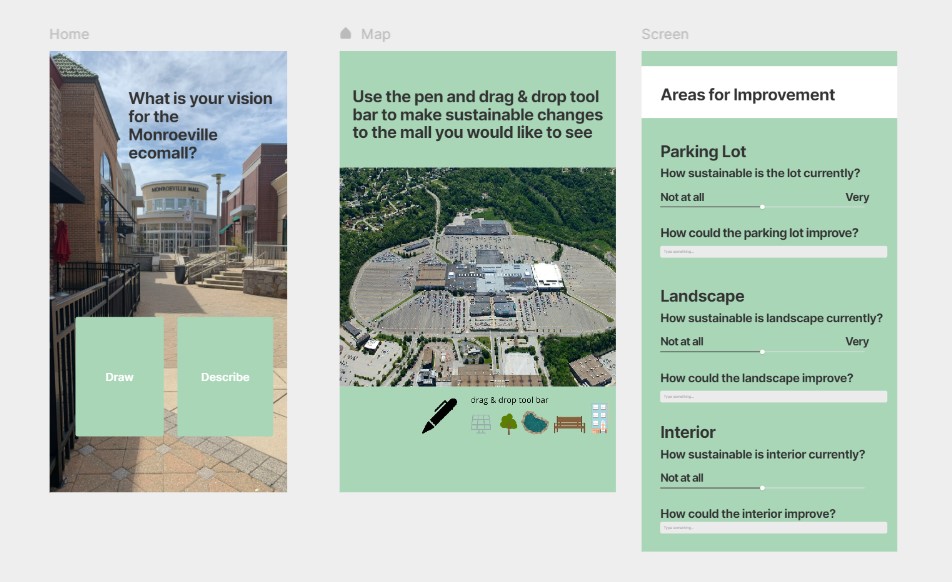 Home
What is your vision
for the
Monroeville
ecomall?
MONROEVILLE MALL
Draw
Describe
Map
Use the pen and drag & drop tool
bar to make sustainable changes
to the mall you would like to see
drag & drop tool bar
Screen
Areas for Improvement
Parking Lot
How sustainable is the lot currently?
Not at all Very
How could the parking lot improve?
Type something...
Landscape
How sustainable is landscape currently?
Not at all Very
How could the landscape improve?
Type something...
Interior
How sustainable is interior currently?
Not at all
How could the interior improve?
Type something...